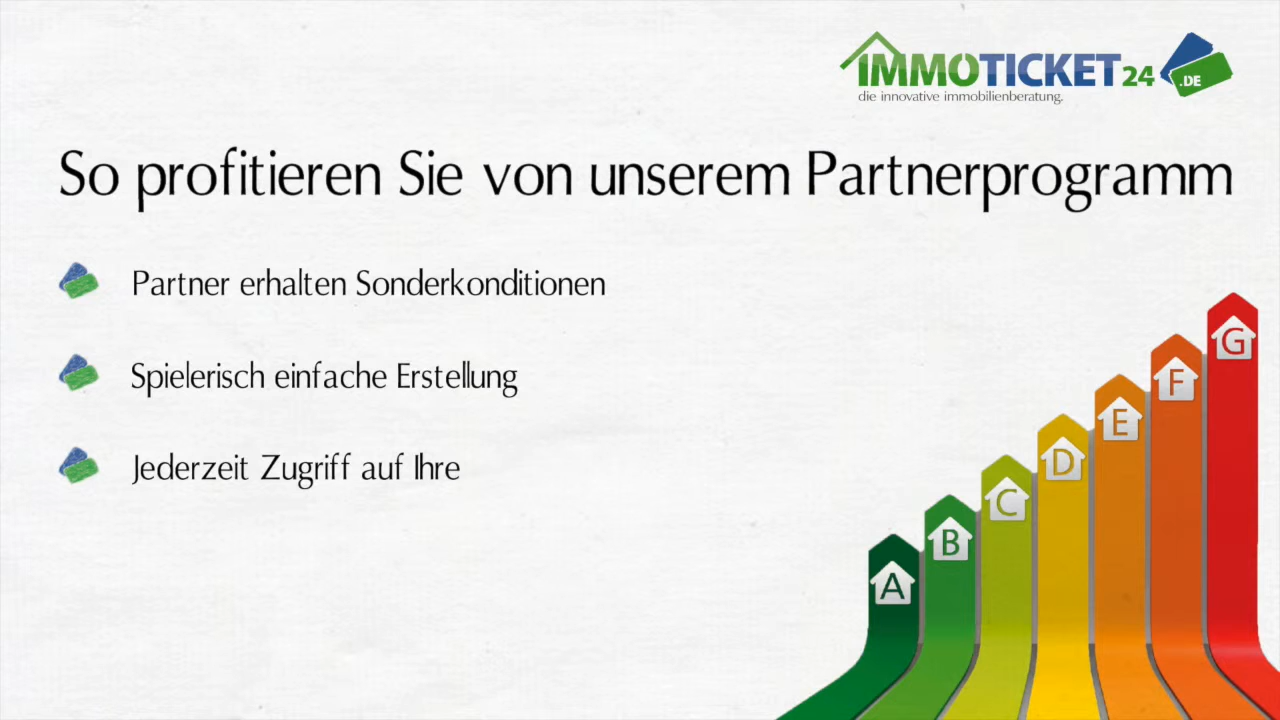 IMMOTICKET24 .DE
die innovative immobilienberatung.
So profitieren Sie von unserem Partnerprogramm
Partner erhalten Sonderkonditionen
Spielerisch einfache Erstellung
Jederzeit Zugriff auf Ihre
G
F
E
D
C
B
A